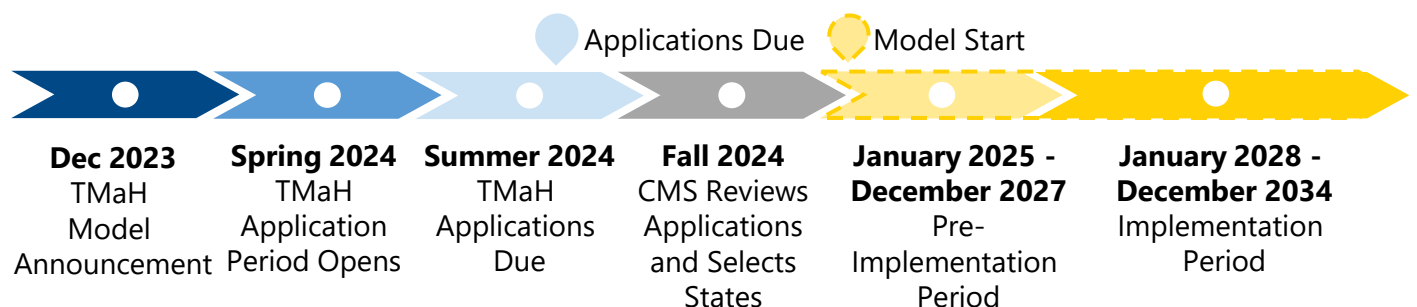 Applications Due
Model Start
Dec 2023
TMaH
Model
Announcement
Spring 2024
TMaH
Application
Period Opens
Summer 2024
TMaH
Applications
Due
Fall 2024
CMS Reviews
Applications
and Selects
States
January 2025 -
December 2027
Pre-
Implementation
Period
January 2028 -
December 2034
Implementation
Period